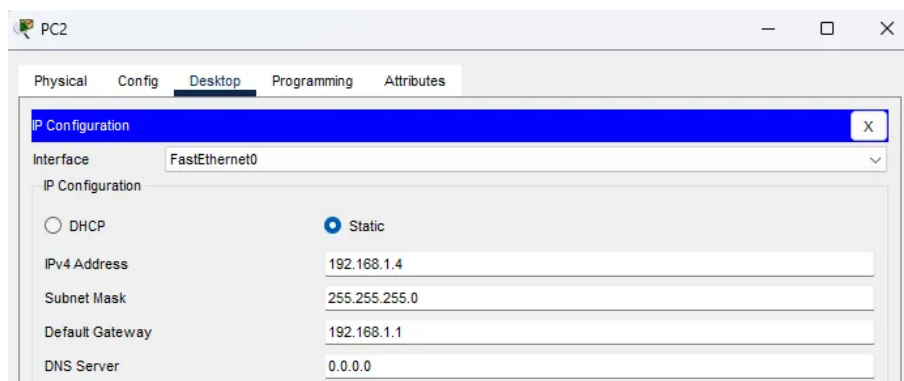 PC2
Physical Config Desktop Programming Attributes
IP Configuration X
Interface FastEthernet0
IP Configuration
DHCP Static
IPv4 Address 192.168.1.4
Subnet Mask 255.255.255.0
Default Gateway 192.168.1.1
DNS Server 0.0.0.0